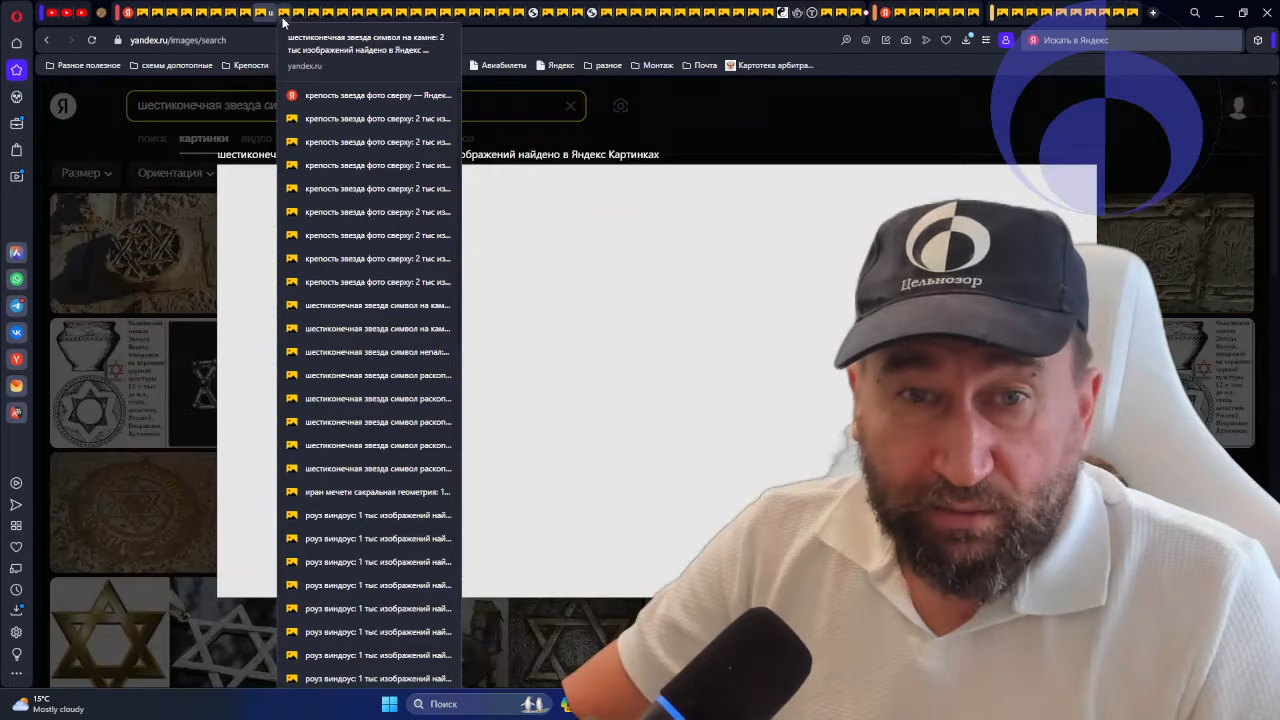 yandex.ru/images/search
Искать в Яндекс
Разное полезное
схемы допотопные
Крепости
Авиабилеты
Яндекс
разное
Монтаж
Почта
Картотека арбитра...
шестиконечная звезда символ на камне: 2
тыс изображений найдено в Яндекс ...
yandex.ru
Я
шестиконечная звезда
поиск
картинки
видео
Размер
Ориентация
Яндекс Картинках
крепость звезда фото сверху — Яндек...
крепость звезда фото сверху: 2 тыс из...
крепость звезда фото сверху: 2 тыс из...
крепость звезда фото сверху: 2 тыс из...
крепость звезда фото сверху: 2 тыс из...
крепость звезда фото сверху: 2 тыс из...
крепость звезда фото сверху: 2 тыс из...
крепость звезда фото сверху: 2 тыс из...
крепость звезда фото сверху: 2 тыс из...
шестиконечная звезда символ на кам...
шестиконечная звезда символ на кам...
шестиконечная звезда символ непал:...
шестиконечная звезда символ раскоп...
шестиконечная звезда символ раскоп...
шестиконечная звезда символ раскоп...
шестиконечная звезда символ раскоп...
шестиконечная звезда символ раскоп...
иран мечети сакральная геометрия: 1...
роуз виндоус: 1 тыс изображений най...
роуз виндоус: 1 тыс изображений най...
роуз виндоус: 1 тыс изображений най...
роуз виндоус: 1 тыс изображений най...
роуз виндоус: 1 тыс изображений най...
роуз виндоус: 1 тыс изображений най...
роуз виндоус: 1 тыс изображений най...
роуз виндоус: 1 тыс изображений най...
Цельнозор
15°C
Mostly cloudy
Поиск